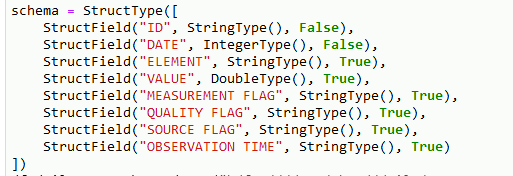 schema = StructType([
    StructField("ID", StringType(), False),
    StructField("DATE", IntegerType(), False),
    StructField("ELEMENT", StringType(), True),
    StructField("VALUE", DoubleType(), True),
    StructField("MEASUREMENT FLAG", StringType(), True),
    StructField("QUALITY FLAG", StringType(), True),
    StructField("SOURCE FLAG", StringType(), True),
    StructField("OBSERVATION TIME", StringType(), True)
])